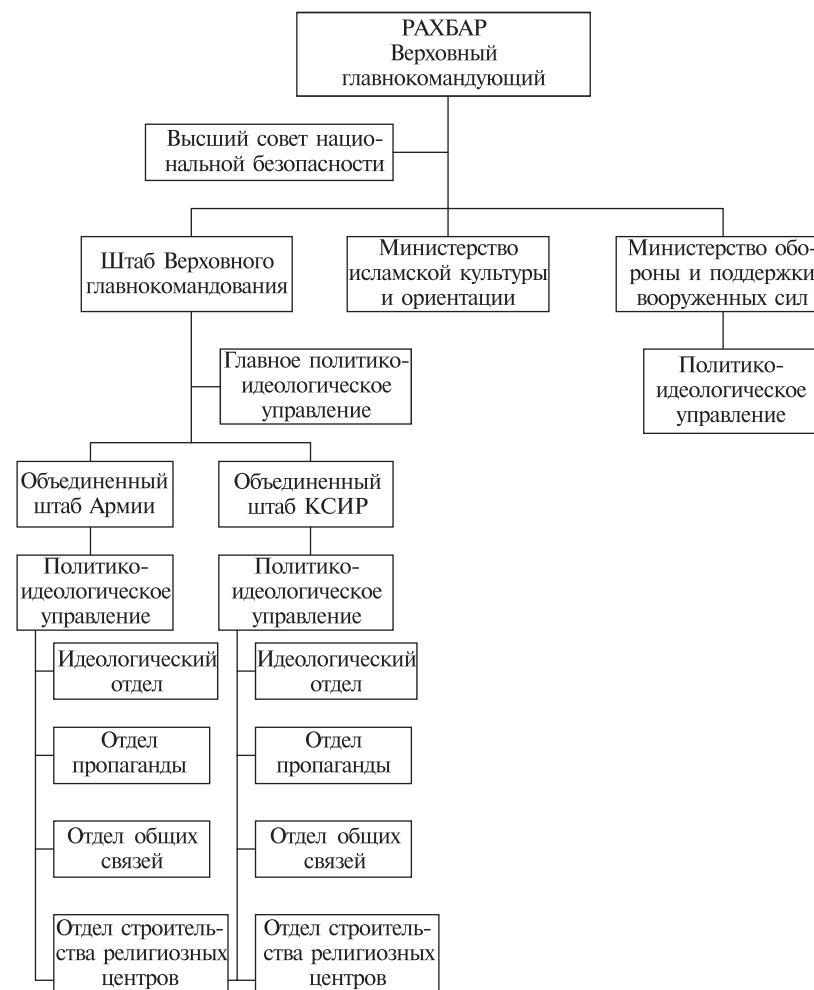 РАХБАР
Верховный
главнокомандующий
Высший совет нацио-
нальной безопасности
Штаб Верховного
главнокомандования
Министерство
исламской культуры
и ориентации
Министерство обо-
роны и поддержки
вооруженных сил
Главное политико-
идеологическое
управление
Политико-
идеологическое
управление
Объединенный
штаб Армии
Объединенный
штаб КСИР
Политико-
идеологическое
управление
Политико-
идеологическое
управление
Идеологический
отдел
Идеологический
отдел
Отдел
пропаганды
Отдел
пропаганды
Отдел общих
связей
Отдел общих
связей
Отдел строитель-
ства религиозных
центров
Отдел строитель-
ства религиозных
центров